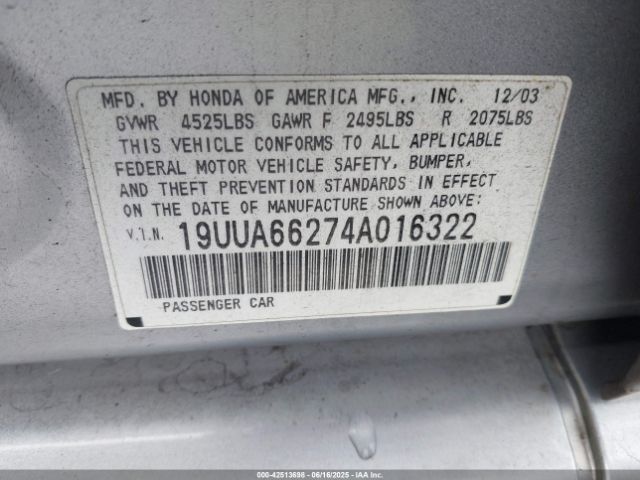 MFD. BY HONDA OF AMERICA MFG., INC. 12/03
GVWR 4525LBS GAWR F 2495LBS R 2075LBS
THIS VEHICLE CONFORMS TO ALL APPLICABLE
FEDERAL MOTOR VEHICLE SAFETY, BUMPER,
AND THEFT PREVENTION STANDARDS IN EFFECT
ON THE DATE OF MANUFACTURE SHOWN ABOVE:
V.I.N. 19UUA66274A016322
PASSENGER CAR
000-42513698 - 06/16/2025 - IAA Inc.